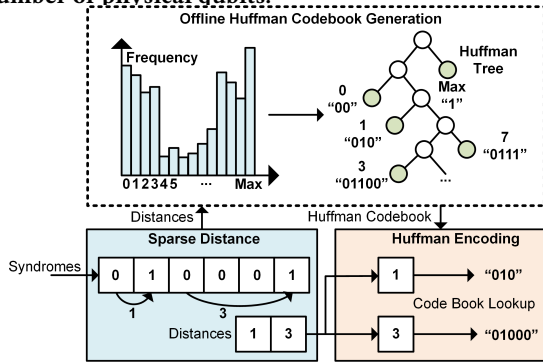 number of physical qubits.
Offline Huffman Codebook Generation
Frequency
0 1 2 3 4 5 ... Max
Huffman
Tree
0
"00"
Max
"1"
1
"010"
7
"0111"
3
"01100"
...
Distances
Huffman Codebook
Sparse Distance
Syndromes
0 1 0 0 0 1
1
3
Distances
1 3
Huffman Encoding
1
"010"
Code Book Lookup
3
"01000"